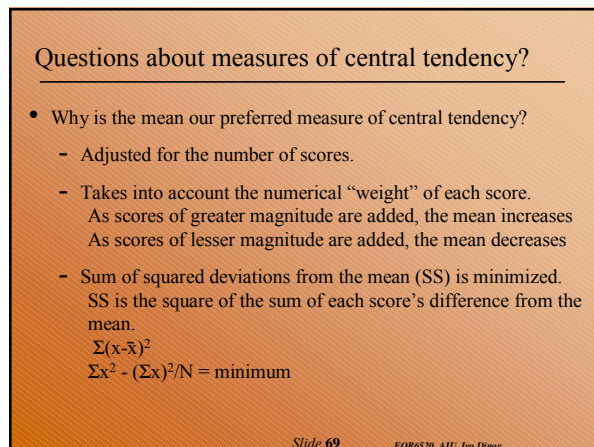 Questions about measures of central tendency?
• Why is the mean our preferred measure of central tendency?
- Adjusted for the number of scores.
- Takes into account the numerical “weight” of each score.
As scores of greater magnitude are added, the mean increases
As scores of lesser magnitude are added, the mean decreases
- Sum of squared deviations from the mean (SS) is minimized.
SS is the square of the sum of each score’s difference from the
mean.
Σ(x-x̄)²
Σx² - (Σx)²/N = minimum
Slide 69 EOR6520, AIU, Ivo Dinov